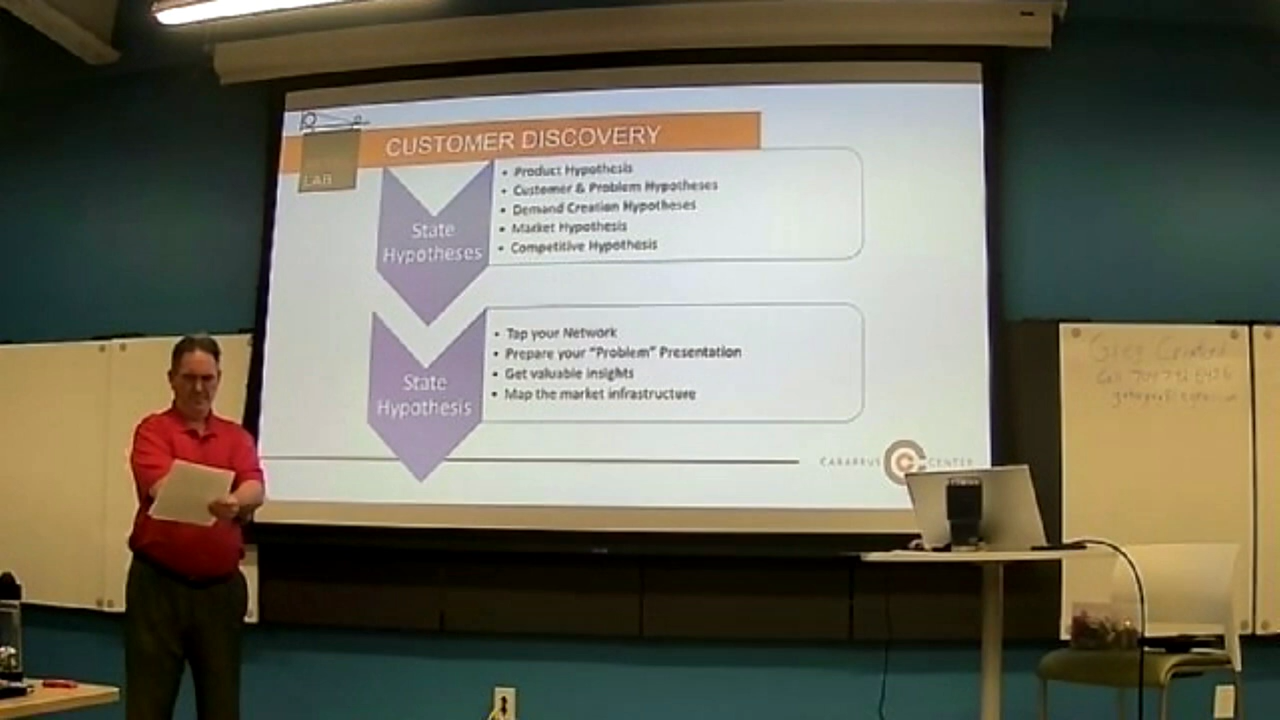 CUSTOMER DISCOVERY
LAB
State
Hypotheses
• Product Hypothesis
• Customer & Problem Hypotheses
• Demand Creation Hypotheses
• Market Hypothesis
• Competitive Hypothesis
State
Hypothesis
• Tap your Network
• Prepare your “Problem” Presentation
• Get valuable insights
• Map the market infrastructure
CABARRUS CENTER
Greg